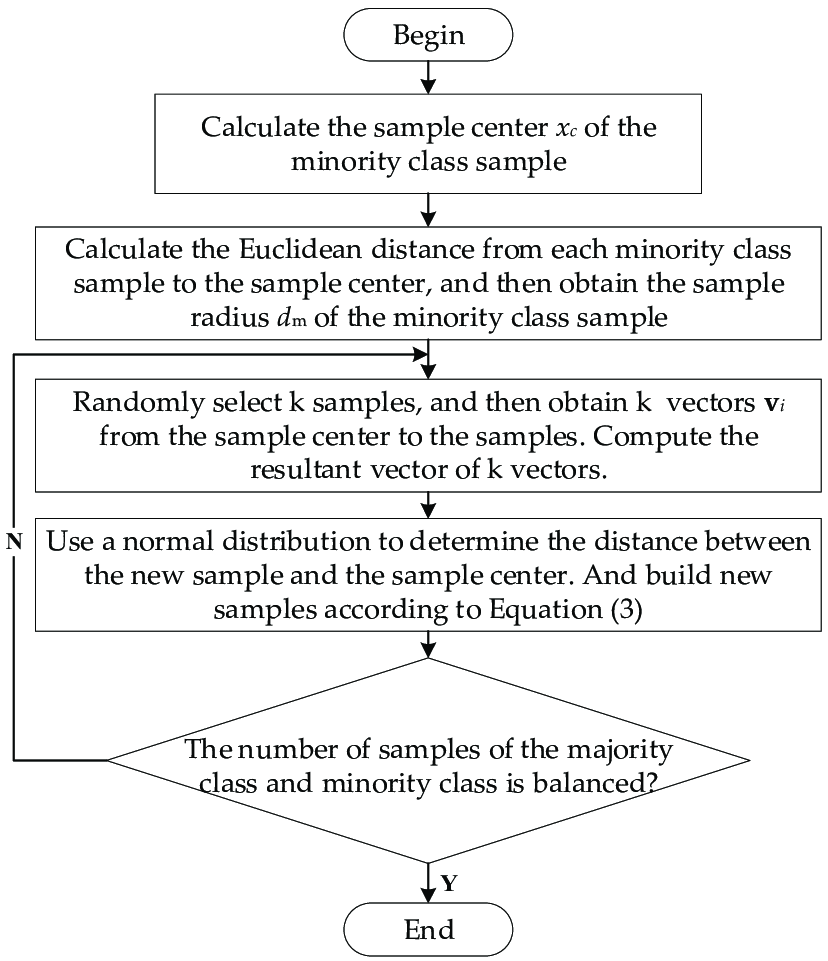 Begin
Calculate the sample center xc of the
minority class sample
Calculate the Euclidean distance from each minority class
sample to the sample center, and then obtain the sample
radius dm of the minority class sample
Randomly select k samples, and then obtain k vectors vi
from the sample center to the samples. Compute the
resultant vector of k vectors.
N
Use a normal distribution to determine the distance between
the new sample and the sample center. And build new
samples according to Equation (3)
The number of samples of the majority
class and minority class is balanced?
Y
End